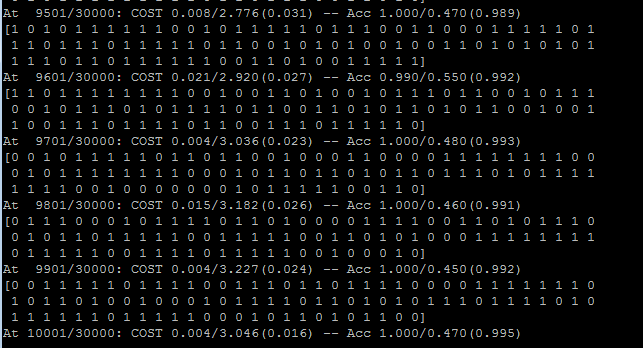 At   9501/30000: COST 0.008/2.776(0.031) -- Acc 1.000/0.470(0.989)
[1 0 1 0 1 1 1 1 1 1 0 0 1 0 1 1 1 1 1 0 1 1 1 0 0 1 1 0 0 1 1 1 1 1 0 1
 1 1 0 1 1 1 0 1 1 1 1 0 0 1 1 1 0 1 1 1 0 0 1 1 0 1 1 0 1 0 1 1 0 1 0 1
 1 1 1 0 1 1 0 1 1 1 1 1 1 0 0 1 1 0 1 0 0 1 1 1 1 1]
At   9601/30000: COST 0.021/2.920(0.027) -- Acc 0.990/0.550(0.992)
[1 1 0 1 1 1 1 1 1 1 0 0 1 1 0 1 0 0 1 1 0 0 1 0 1 1 1 0 1 1 0 0 1 0 1 1 1
 0 0 1 0 1 1 0 1 1 1 1 0 1 1 1 0 0 1 1 0 1 1 0 1 1 0 1 0 1 1 0 0 1 0 0 1
 1 0 0 1 1 1 0 1 1 1 1 0 1 1 0 0 1 1 1 0 1 1 1 1 1 0]
At   9701/30000: COST 0.004/3.036(0.023) -- Acc 1.000/0.480(0.993)
[0 0 1 0 1 1 1 1 1 0 1 1 0 1 1 0 0 1 0 0 0 1 1 0 0 0 0 1 1 1 1 1 1 1 1 0 0
 0 1 0 1 1 1 1 1 1 1 0 0 1 1 1 1 0 1 0 1 0 1 1 1 0 1 1 0 1 1 0 1 1 1 1
 1 1 1 1 0 0 1 0 0 0 0 0 0 0 1 0 1 1 1 1 1 0 0 1 1 0]
At   9801/30000: COST 0.015/3.182(0.026) -- Acc 1.000/0.460(0.991)
[0 1 1 1 0 0 0 1 0 1 1 1 1 0 1 1 0 1 0 0 0 0 1 1 1 1 0 0 1 1 0 1 0 1 1 1 0
 0 1 0 1 1 0 1 1 1 1 1 0 0 1 1 1 1 1 0 0 1 1 0 1 0 1 0 0 0 1 1 1 1 1 1 1
 0 1 0 1 1 1 0 1 1 1 0 1 1 1 1 1 0 0 1 1 0 0 0 1 0]
At   9901/30000: COST 0.004/3.227(0.024) -- Acc 1.000/0.450(0.992)
[0 0 1 1 1 1 1 1 0 0 1 0 1 1 1 1 0 1 1 0 1 1 1 0 0 0 0 1 1 1 1 1 1 1 0
 1 0 1 1 0 1 1 0 0 1 0 0 0 1 1 1 0 1 1 0 1 0 1 1 0 1 0 1 1 1 0 1 1 1 1 0 1 0
 1 1 1 1 1 1 0 1 1 1 1 1 0 0 0 1 0 1 1 0 1 0 1 1 0 0]
At  10001/30000: COST 0.004/3.046(0.016) -- Acc 1.000/0.470(0.995)